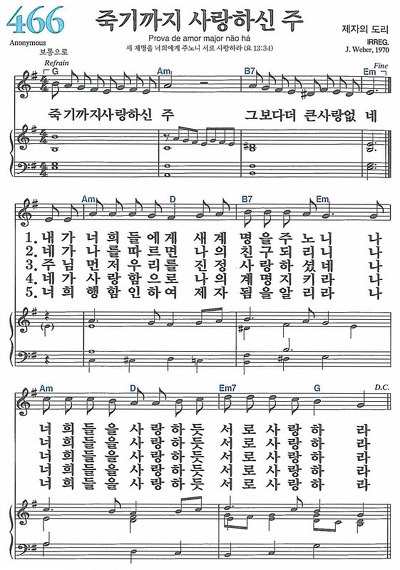 466
죽기까지 사랑하신 주
제자의 도리
Anonymous
Prova de amor major não há
IRREG.
보통으로
새 계명을 너희에게 주노니 서로 사랑하라 (요 13:34)
J. Weber, 1970
Refrain
Fine
G Am B7 Em
죽기까지사랑하신 주 그보다더 큰사랑없 네
Am D B7 Em
1.내가 너희 들에게 새계 명을주 노니 나
2.네가 나를 따르면 나의 친구되 리니 나
3.주님 먼저 우리를 진정 사랑하 셨네 나
4.네가 사랑 함으로 나의 계명지 키라 나
5.너희 행함 인하여 제자 됨을알 리라 나
Am D Em7 G D.C.
너희 들을사 랑하듯 서로사랑하 라
너희 들을사 랑하듯 서로사랑하 라
너희 들을사 랑하듯 서로사랑하 라
너희 들을사 랑하듯 서로사랑하 라
너희 들을사 랑하듯 서로사랑하 라